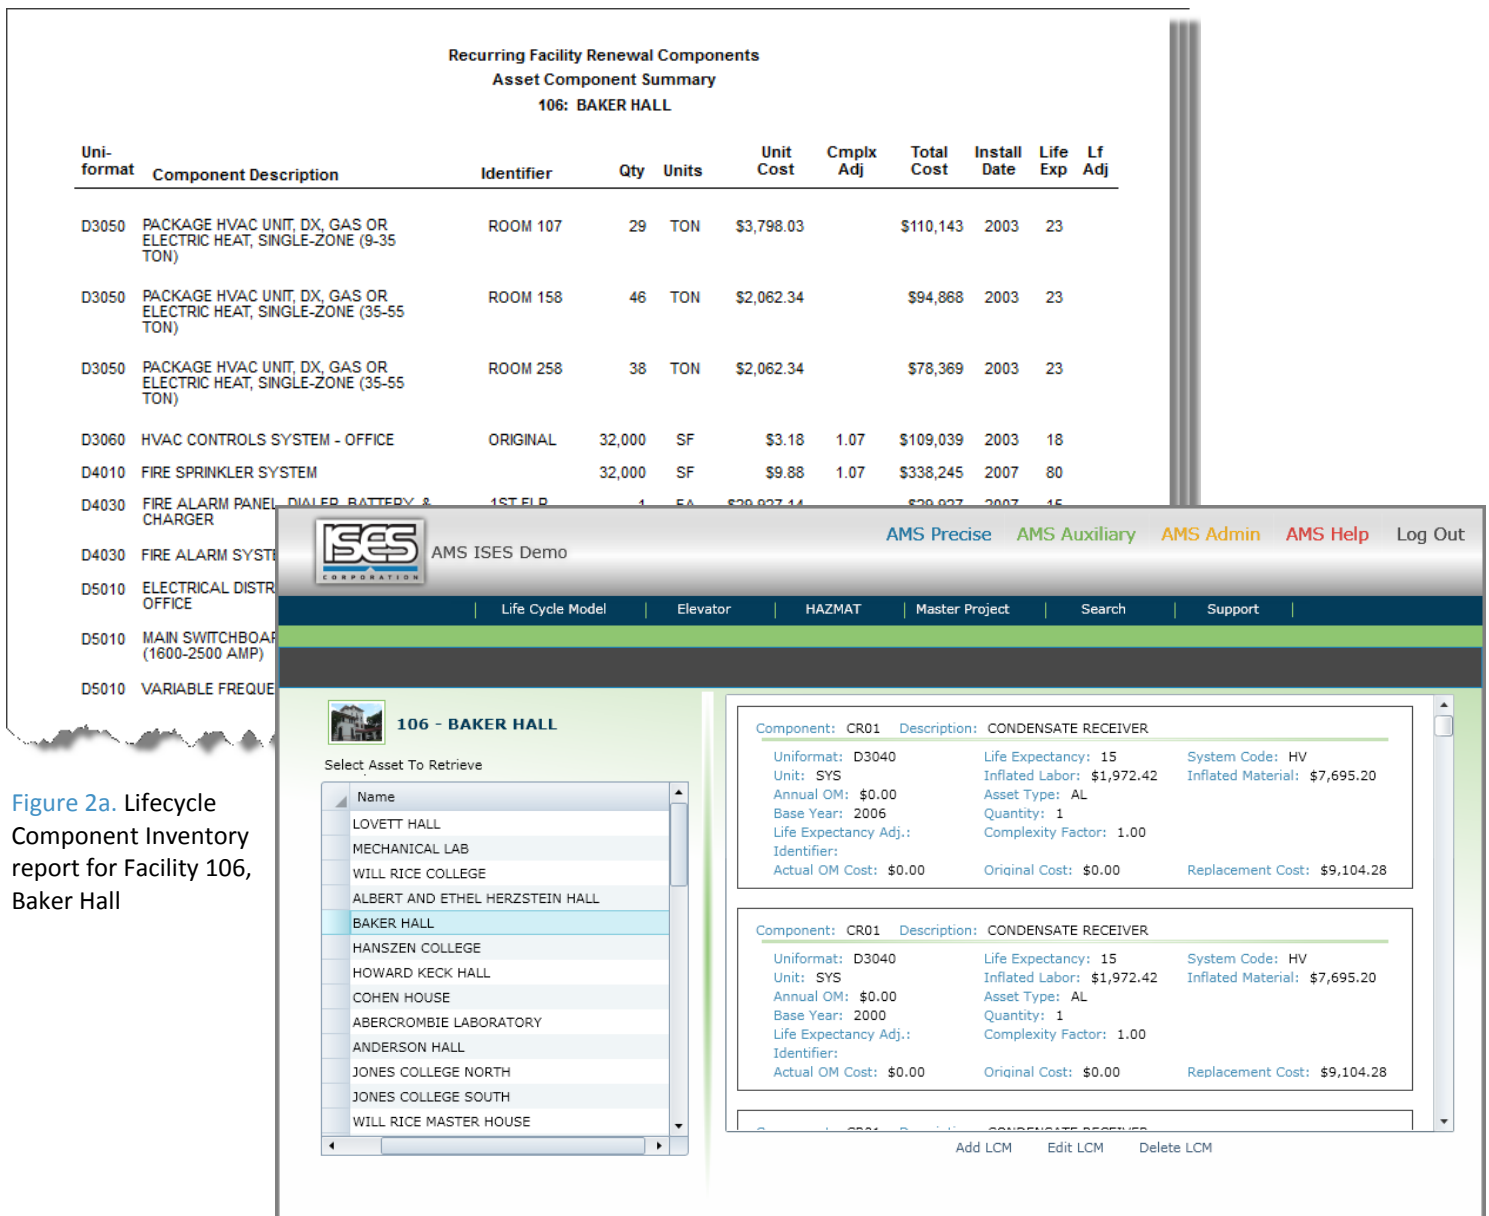 Recurring Facility Renewal Components
Asset Component Summary
106: BAKER HALL
Uni-
format Component Description Identifier Qty Units Unit Cost Cmplx Adj Total Cost Install Date Life Exp Lf Adj
D3050 PACKAGE HVAC UNIT, DX, GAS OR ROOM 107 29 TON $3,798.03 $110,143 2003 23
ELECTRIC HEAT, SINGLE-ZONE (9-35
TON)
D3050 PACKAGE HVAC UNIT, DX, GAS OR ROOM 158 46 TON $2,062.34 $94,868 2003 23
ELECTRIC HEAT, SINGLE-ZONE (35-55
TON)
D3050 PACKAGE HVAC UNIT, DX, GAS OR ROOM 258 38 TON $2,062.34 $78,369 2003 23
ELECTRIC HEAT, SINGLE-ZONE (35-55
TON)
D3060 HVAC CONTROLS SYSTEM - OFFICE ORIGINAL 32,000 SF $3.18 1.07 $109,039 2003 18
D4010 FIRE SPRINKLER SYSTEM 32,000 SF $9.88 1.07 $338,245 2007 80
D4030 FIRE ALARM PANEL, DIALER, BATTERY, & 1ST FLR 1 EA $29,927.14 $29,927 2007 15
CHARGER
D4030 FIRE ALARM SYSTE
D5010 ELECTRICAL DISTR
OFFICE
D5010 MAIN SWITCHBOAR
(1600-2500 AMP)
D5010 VARIABLE FREQUE
Figure 2a. Lifecycle
Component Inventory
report for Facility 106,
Baker Hall
ISES
CORPORATION
AMS ISES Demo
AMS Precise AMS Auxiliary AMS Admin AMS Help Log Out
Life Cycle Model | Elevator | HAZMAT | Master Project | Search | Support
106 - BAKER HALL
Select Asset To Retrieve
Name
LOVETT HALL
MECHANICAL LAB
WILL RICE COLLEGE
ALBERT AND ETHEL HERZSTEIN HALL
BAKER HALL
HANSZEN COLLEGE
HOWARD KECK HALL
COHEN HOUSE
ABERCROMBIE LABORATORY
ANDERSON HALL
JONES COLLEGE NORTH
JONES COLLEGE SOUTH
WILL RICE MASTER HOUSE
Component: CR01 Description: CONDENSATE RECEIVER
Uniformat: D3040 Life Expectancy: 15 System Code: HV
Unit: SYS Inflated Labor: $1,972.42 Inflated Material: $7,695.20
Annual OM: $0.00 Asset Type: AL
Base Year: 2006 Quantity: 1
Life Expectancy Adj.: Complexity Factor: 1.00
Identifier:
Actual OM Cost: $0.00 Original Cost: $0.00 Replacement Cost: $9,104.28
Component: CR01 Description: CONDENSATE RECEIVER
Uniformat: D3040 Life Expectancy: 15 System Code: HV
Unit: SYS Inflated Labor: $1,972.42 Inflated Material: $7,695.20
Annual OM: $0.00 Asset Type: AL
Base Year: 2000 Quantity: 1
Life Expectancy Adj.: Complexity Factor: 1.00
Identifier:
Actual OM Cost: $0.00 Original Cost: $0.00 Replacement Cost: $9,104.28
Component: CR01 Description: CONDENSATE RECEIVER
Add LCM Edit LCM Delete LCM